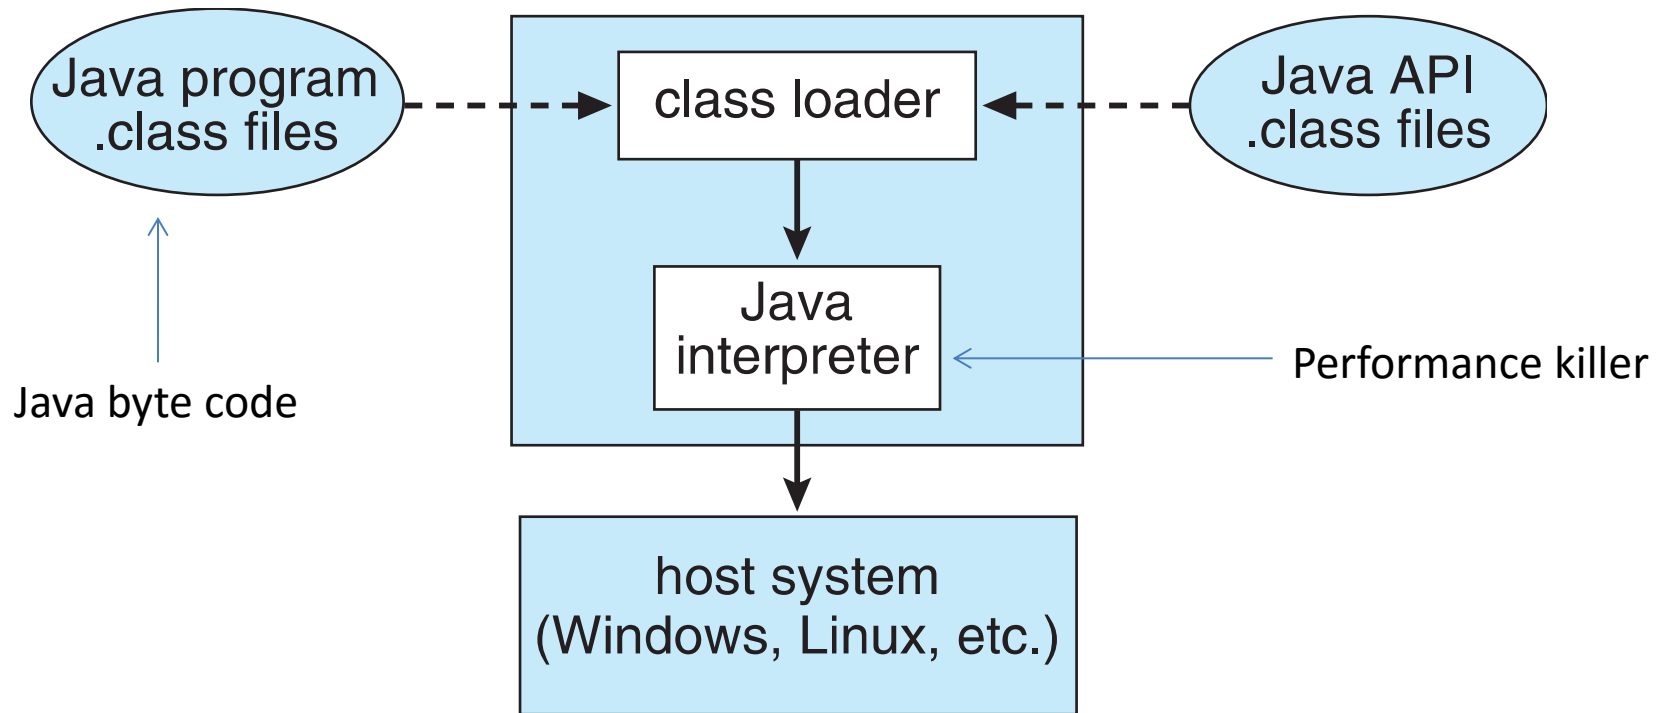 Java program
.class files
class loader
Java API
.class files
Java
interpreter
Performance killer
Java byte code
host system
(Windows, Linux, etc.)